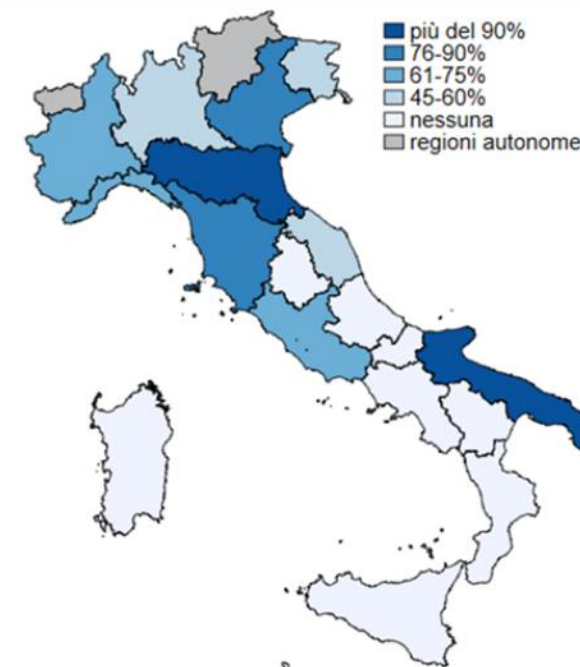 più del 90%
76-90%
61-75%
45-60%
nessuna
regioni autonome